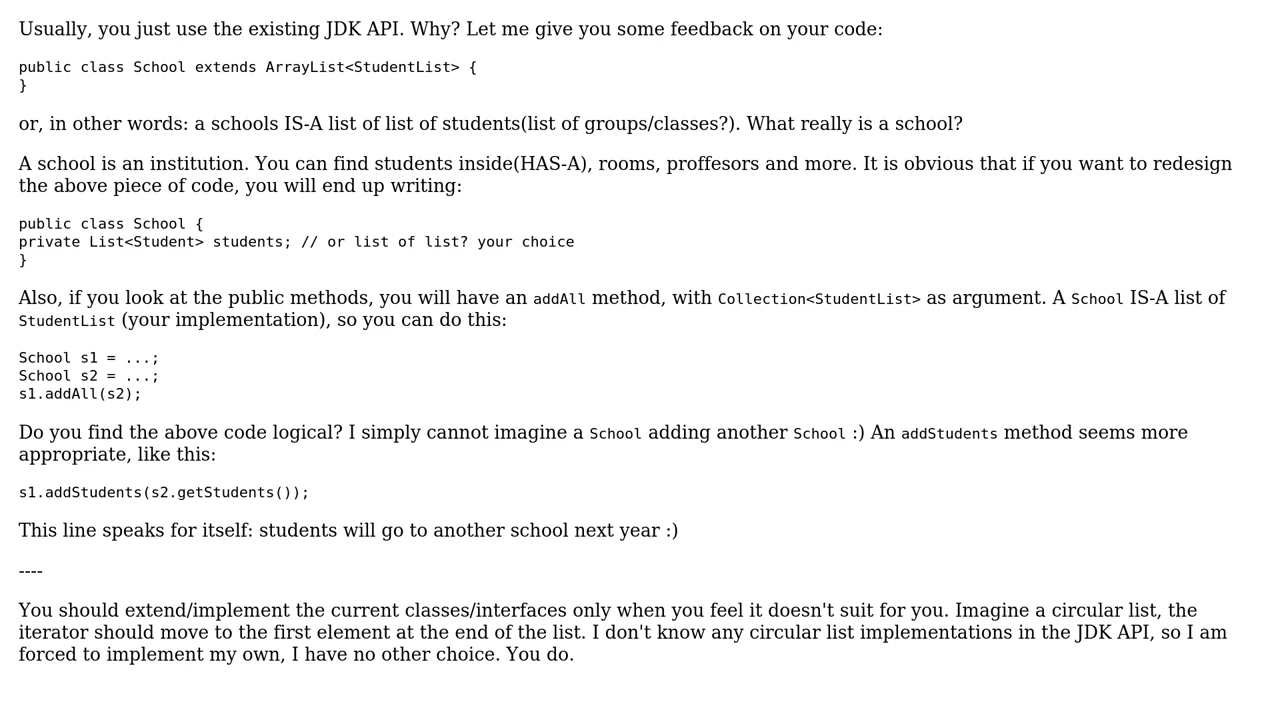 Usually, you just use the existing JDK API. Why? Let me give you some feedback on your code:
public class School extends ArrayList<StudentList> {
}
or, in other words: a schools IS-A list of list of students(list of groups/classes?). What really is a school?
A school is an institution. You can find students inside(HAS-A), rooms, proffesors and more. It is obvious that if you want to redesign
the above piece of code, you will end up writing:
public class School {
private List<Student> students; // or list of list? your choice
}
Also, if you look at the public methods, you will have an addAll method, with Collection<StudentList> as argument. A School IS-A list of
StudentList (your implementation), so you can do this:
School s1 = ...;
School s2 = ...;
s1.addAll(s2);
Do you find the above code logical? I simply cannot imagine a School adding another School :) An addStudents method seems more
appropriate, like this:
s1.addStudents(s2.getStudents());
This line speaks for itself: students will go to another school next year :)
----
You should extend/implement the current classes/interfaces only when you feel it doesn't suit for you. Imagine a circular list, the
iterator should move to the first element at the end of the list. I don't know any circular list implementations in the JDK API, so I am
forced to implement my own, I have no other choice. You do.